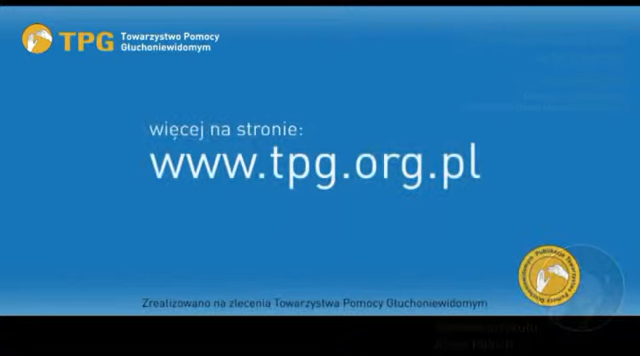 TPG
Towarzystwo Pomocy
Głuchoniewidomym
więcej na stronie:
www.tpg.org.pl
Zrealizowano na zlecenia Towarzystwa Pomocy Głuchoniewidomym